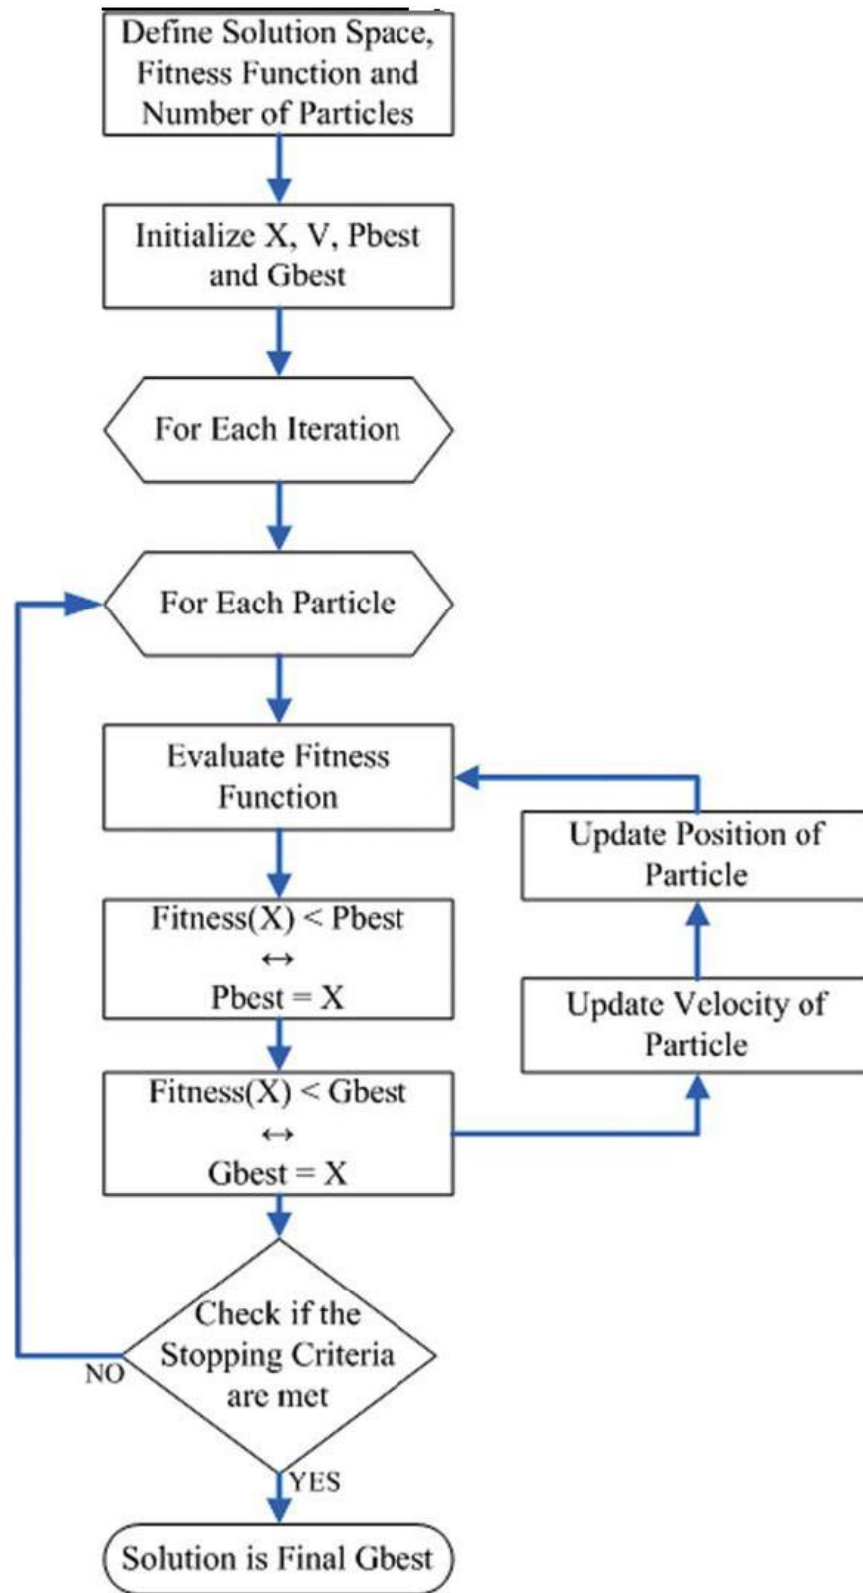 Define Solution Space,
Fitness Function and
Number of Particles
Initialize X, V, Pbest
and Gbest
For Each Iteration
For Each Particle
Evaluate Fitness
Function
Update Position of
Particle
Fitness(X) < Pbest
↔
Pbest = X
Update Velocity of
Particle
Fitness(X) < Gbest
↔
Gbest = X
Check if the
Stopping Criteria
are met
NO
YES
Solution is Final Gbest